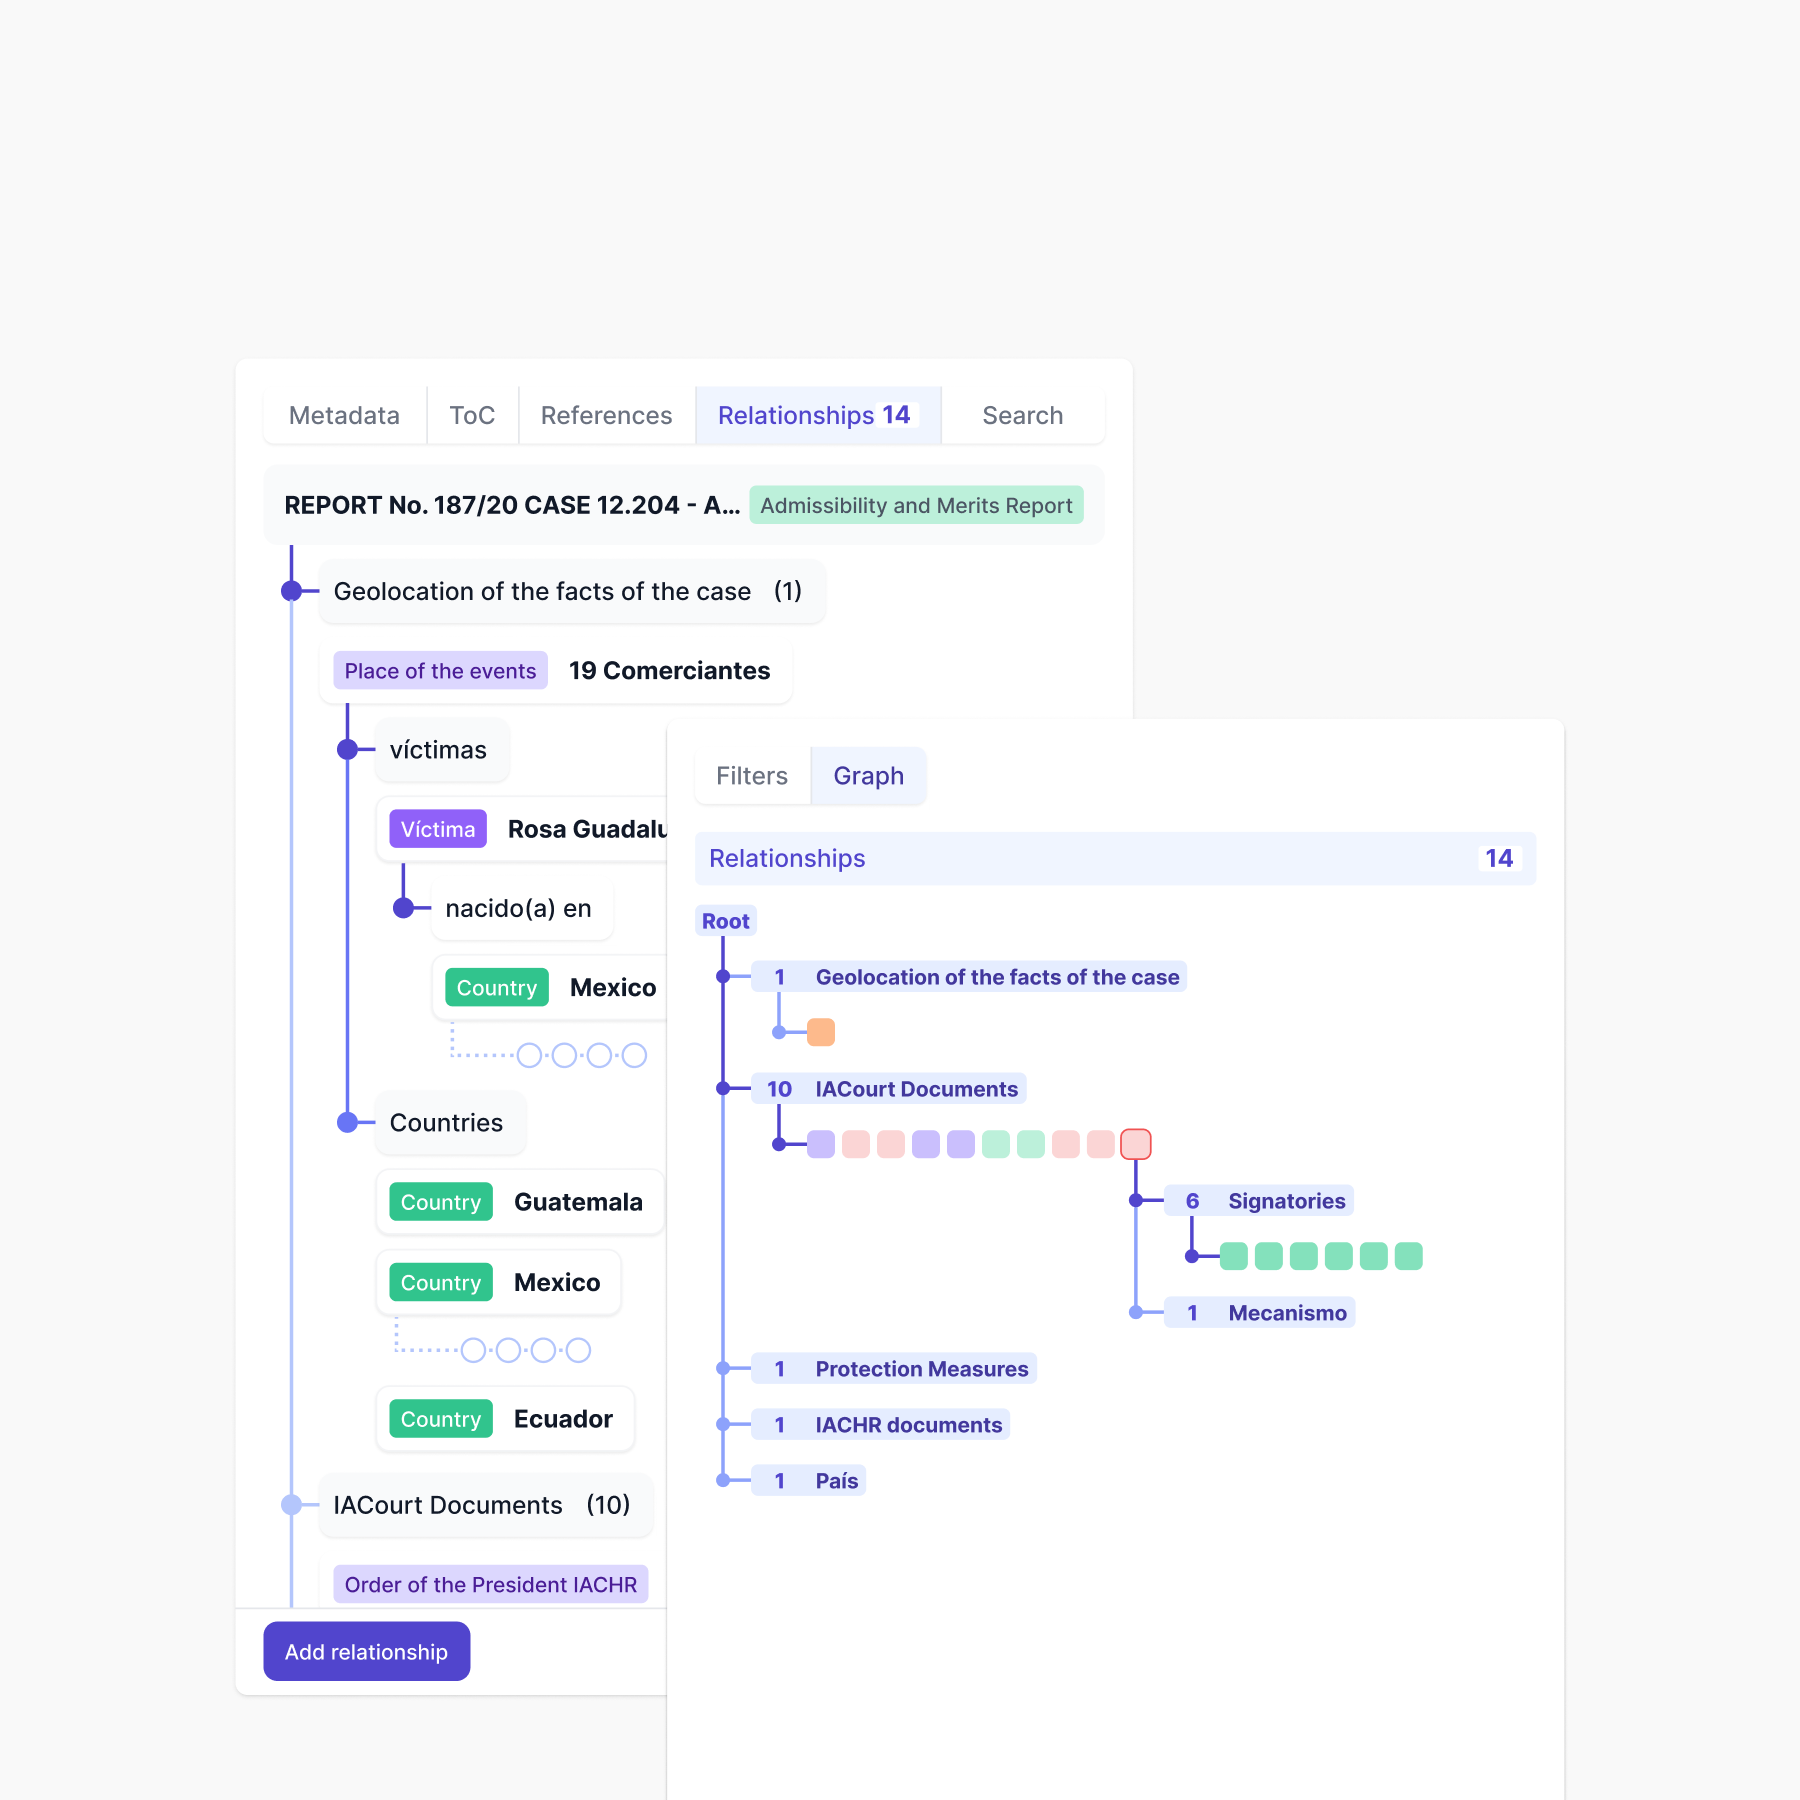 Metadata ToC References Relationships 14 Search
REPORT No. 187/20 CASE 12.204 - A... Admissibility and Merits Report
Geolocation of the facts of the case (1)
Place of the events 19 Comerciantes
víctimas
Víctima Rosa Guadalu
nacido(a) en
Country Mexico
Countries
Country Guatemala
Country Mexico
Country Ecuador
IACourt Documents (10)
Order of the President IACHR
Add relationship
Filters Graph
Relationships 14
Root
1 Geolocation of the facts of the case
10 IACourt Documents
6 Signatories
1 Mecanismo
1 Protection Measures
1 IACHR documents
1 País